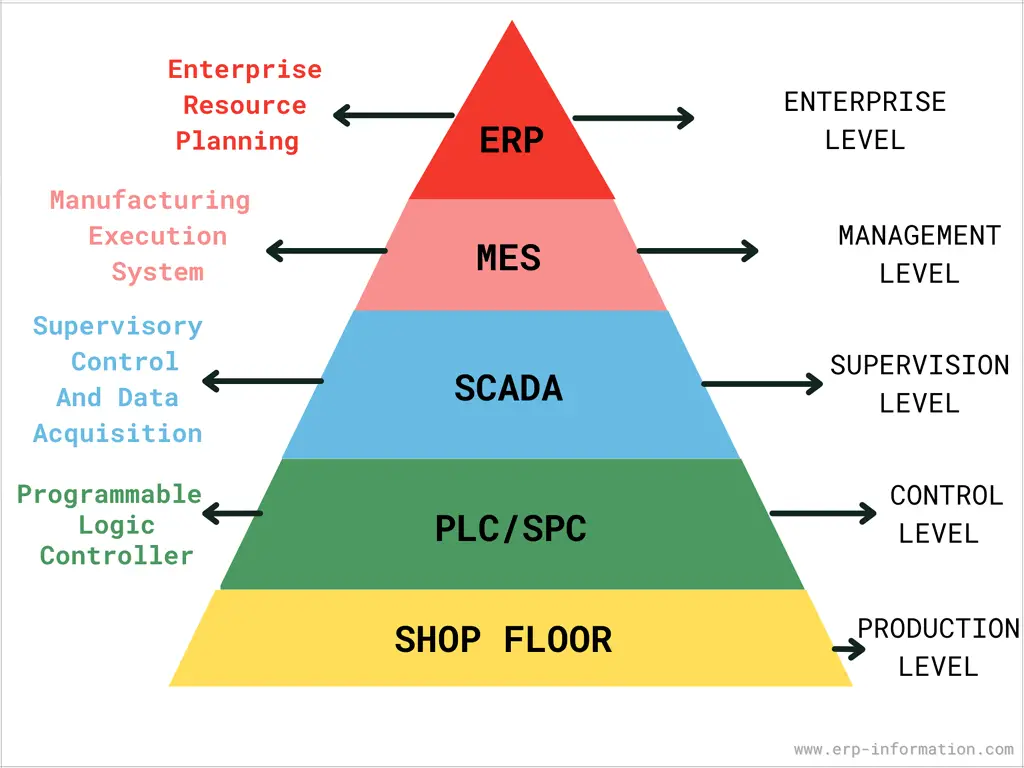 Enterprise
Resource
Planning
ERP
ENTERPRISE
LEVEL
Manufacturing
Execution
System
MES
MANAGEMENT
LEVEL
Supervisory
Control
And Data
Acquisition
SCADA
SUPERVISION
LEVEL
Programmable
Logic
Controller
PLC/SPC
CONTROL
LEVEL
SHOP FLOOR
PRODUCTION
LEVEL
www.erp-information.com